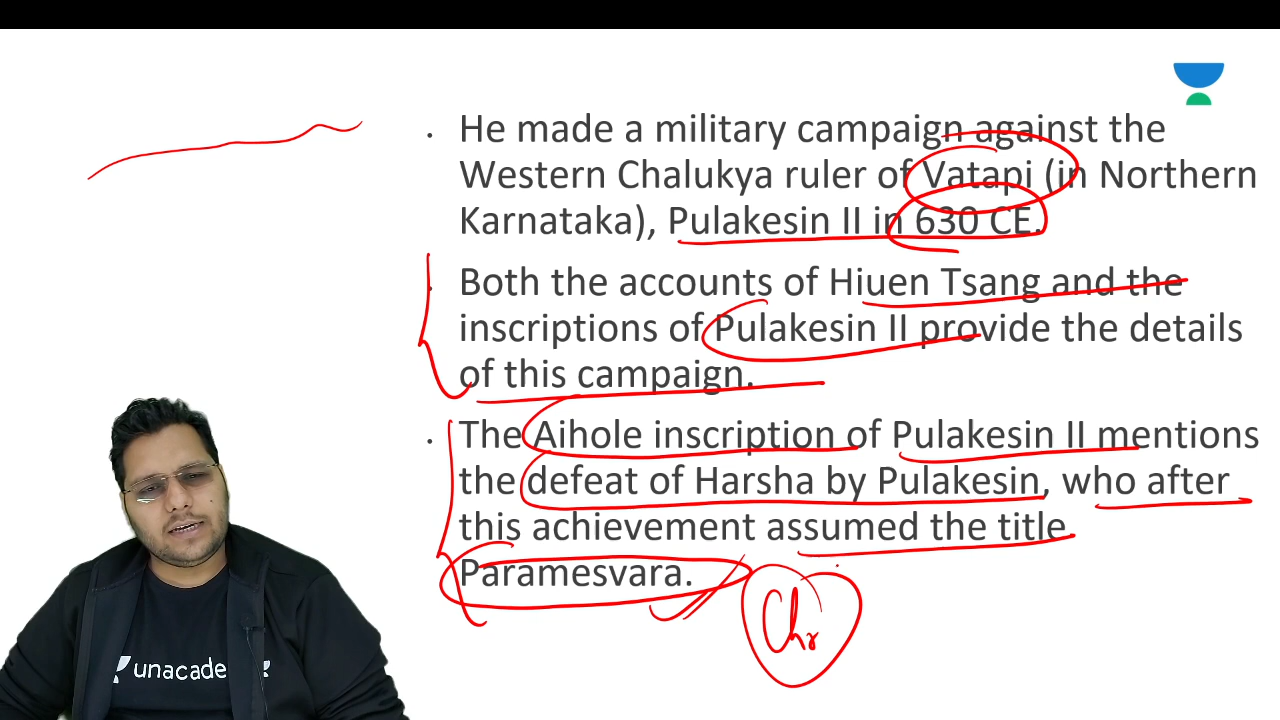 He made a military campaign against the
Western Chalukya ruler of Vatapi (in Northern
Karnataka), Pulakesin II in 630 CE.
Both the accounts of Hiuen Tsang and the
inscriptions of Pulakesin II provide the details
of this campaign.
The Aihole inscription of Pulakesin II mentions
the defeat of Harsha by Pulakesin, who after
this achievement assumed the title
Paramesvara.
unacade